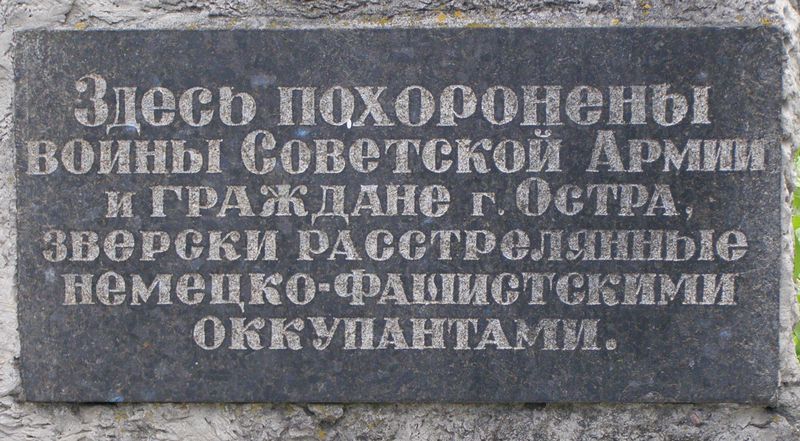 Здесь похоронены
воины Советской Армии
и граждане г. Остра,
зверски расстрелянные
немецко-фашистскими
оккупантами.